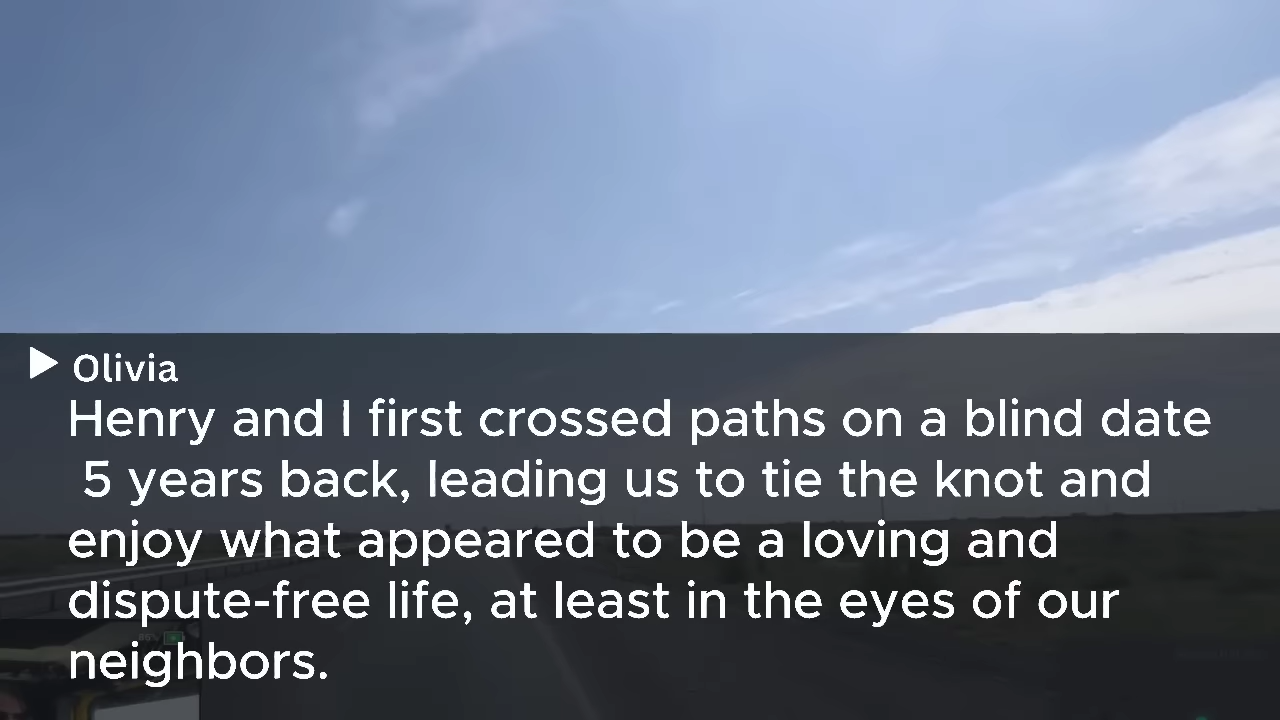 Olivia
Henry and I first crossed paths on a blind date
5 years back, leading us to tie the knot and
enjoy what appeared to be a loving and
dispute-free life, at least in the eyes of our
neighbors.